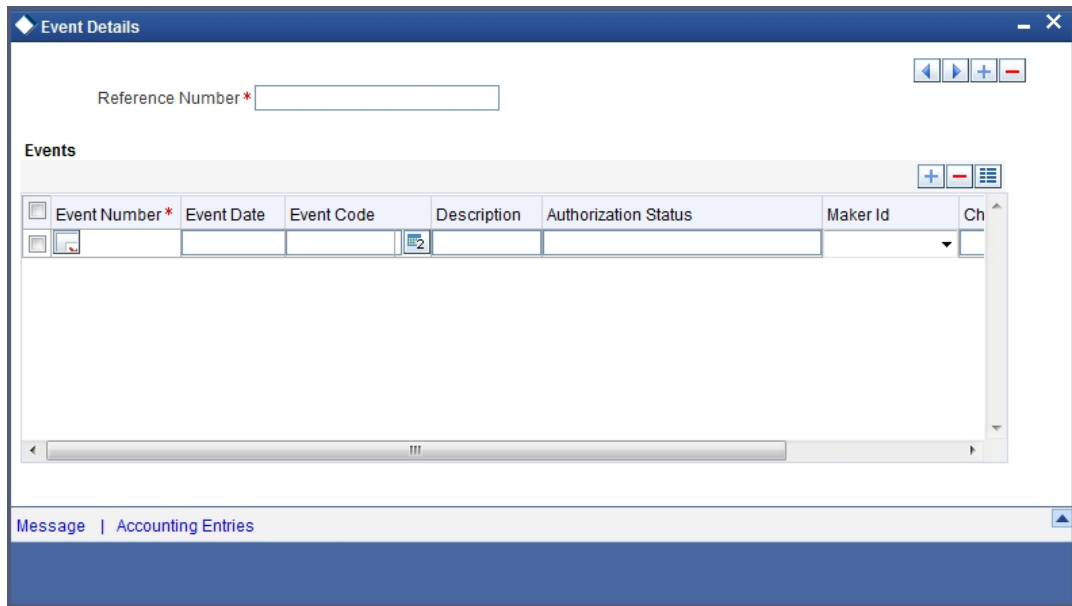 Event Details
Reference Number *
Events
Event Number * Event Date Event Code Description Authorization Status Maker Id Ch
2
Message | Accounting Entries